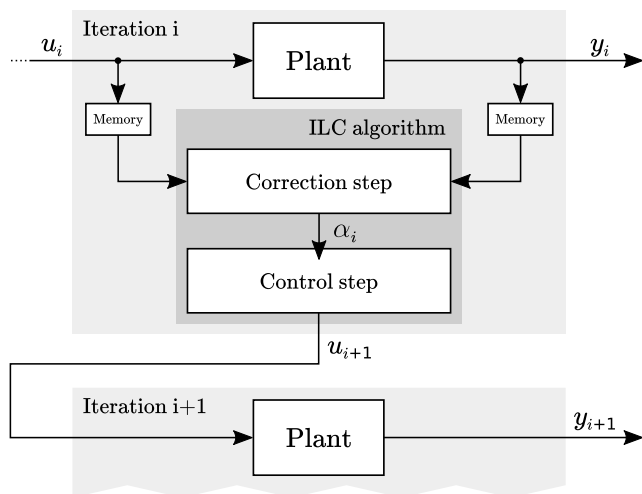 Iteration i
u_i
Plant
y_i
Memory
Memory
ILC algorithm
Correction step
α_i
Control step
u_{i+1}
Iteration i+1
Plant
y_{i+1}